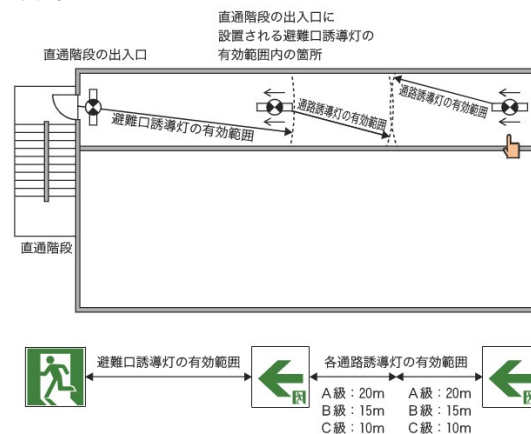 直通階段の出入口に
設置される避難口誘導灯の
有効範囲内の箇所
直通階段の出入口
避難口誘導灯の有効範囲
通路誘導灯の有効範囲
通路誘導灯の有効範囲
直通階段
避難口誘導灯の有効範囲
各通路誘導灯の有効範囲
A級：20m
B級：15m
C級：10m
A級：20m
B級：15m
C級：10m